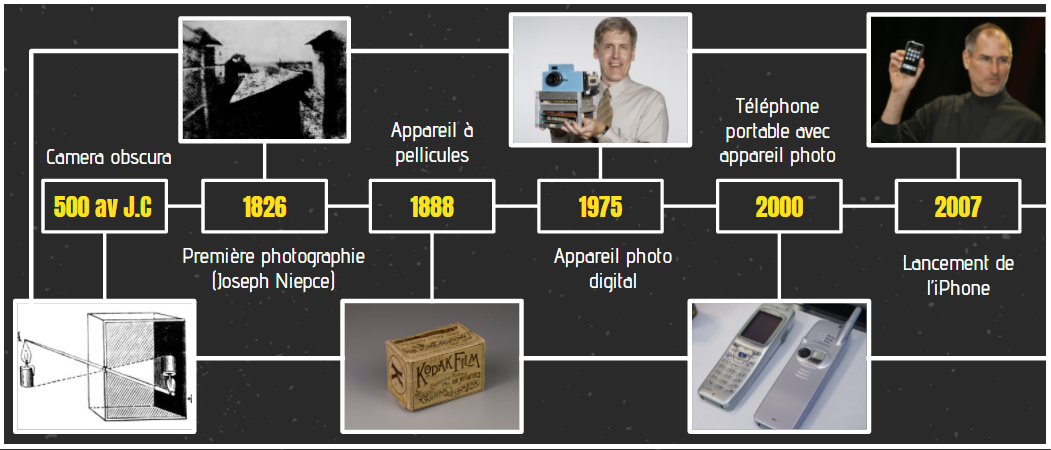 Camera obscura
500 av J.C
1826
Première photographie
(Joseph Niepce)
Appareil à
pellicules
1888
KODAK FILM
1975
Appareil photo
digital
Téléphone
portable avec
appareil photo
2000
2007
Lancement de
l'iPhone